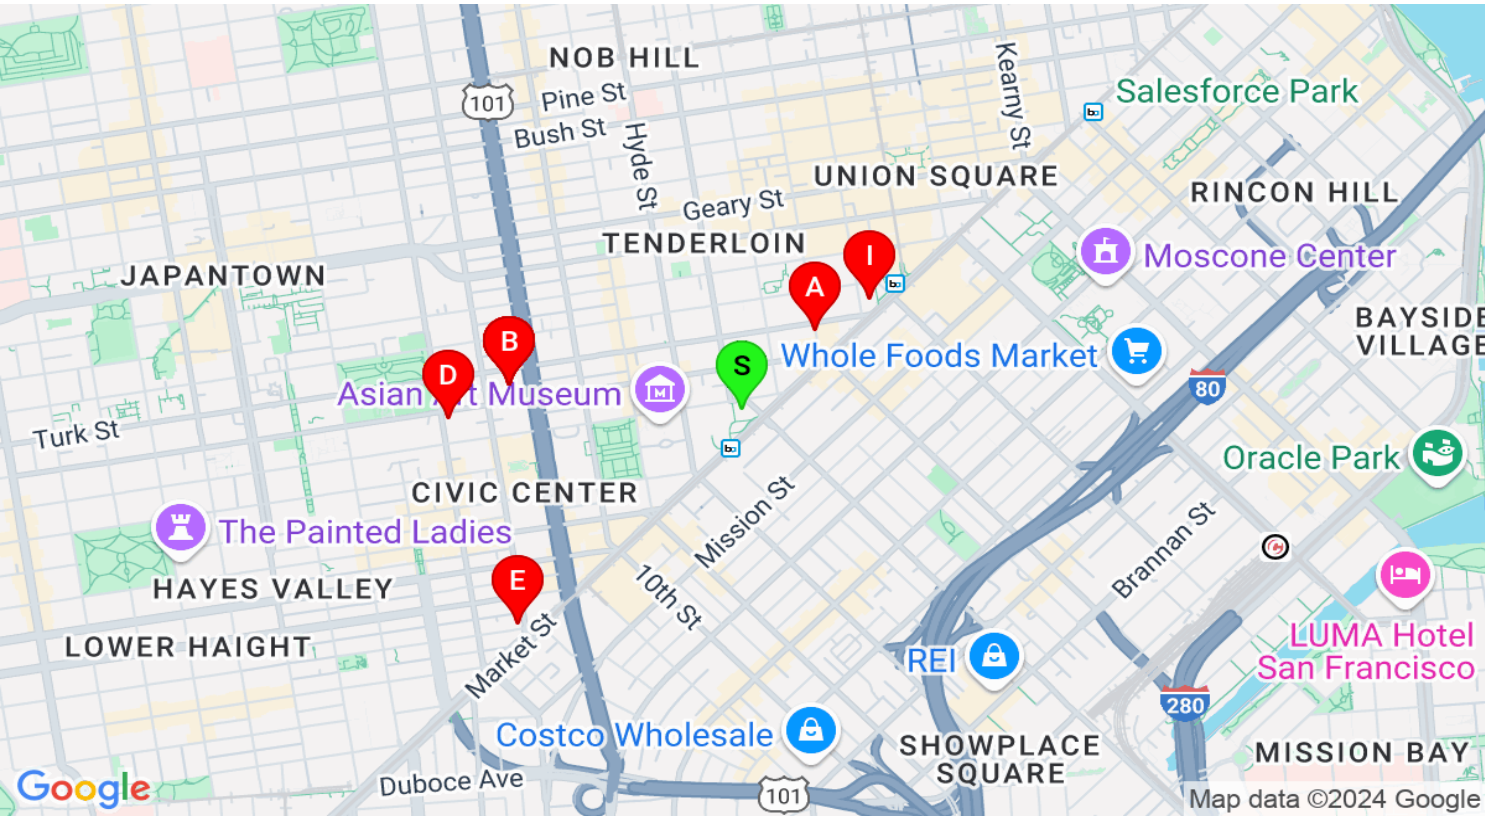 NOB HILL
101
Pine St
Bush St
Hyde St
Kearny St
Salesforce Park
UNION SQUARE
RINCON HILL
Geary St
TENDERLOIN
I
Moscone Center
JAPANTOWN
A
BAYSIDE
VILLAGE
B
Whole Foods Market
S
D
Asian Art Museum
M
80
Turk St
Oracle Park
CIVIC CENTER
Mission St
The Painted Ladies
Brannan St
E
HAYES VALLEY
10th St
LOWER HAIGHT
Market St
LUMA Hotel
San Francisco
REI
280
Costco Wholesale
SHOWPLACE
SQUARE
MISSION BAY
Duboce Ave
101
Google
Map data ©2024 Google